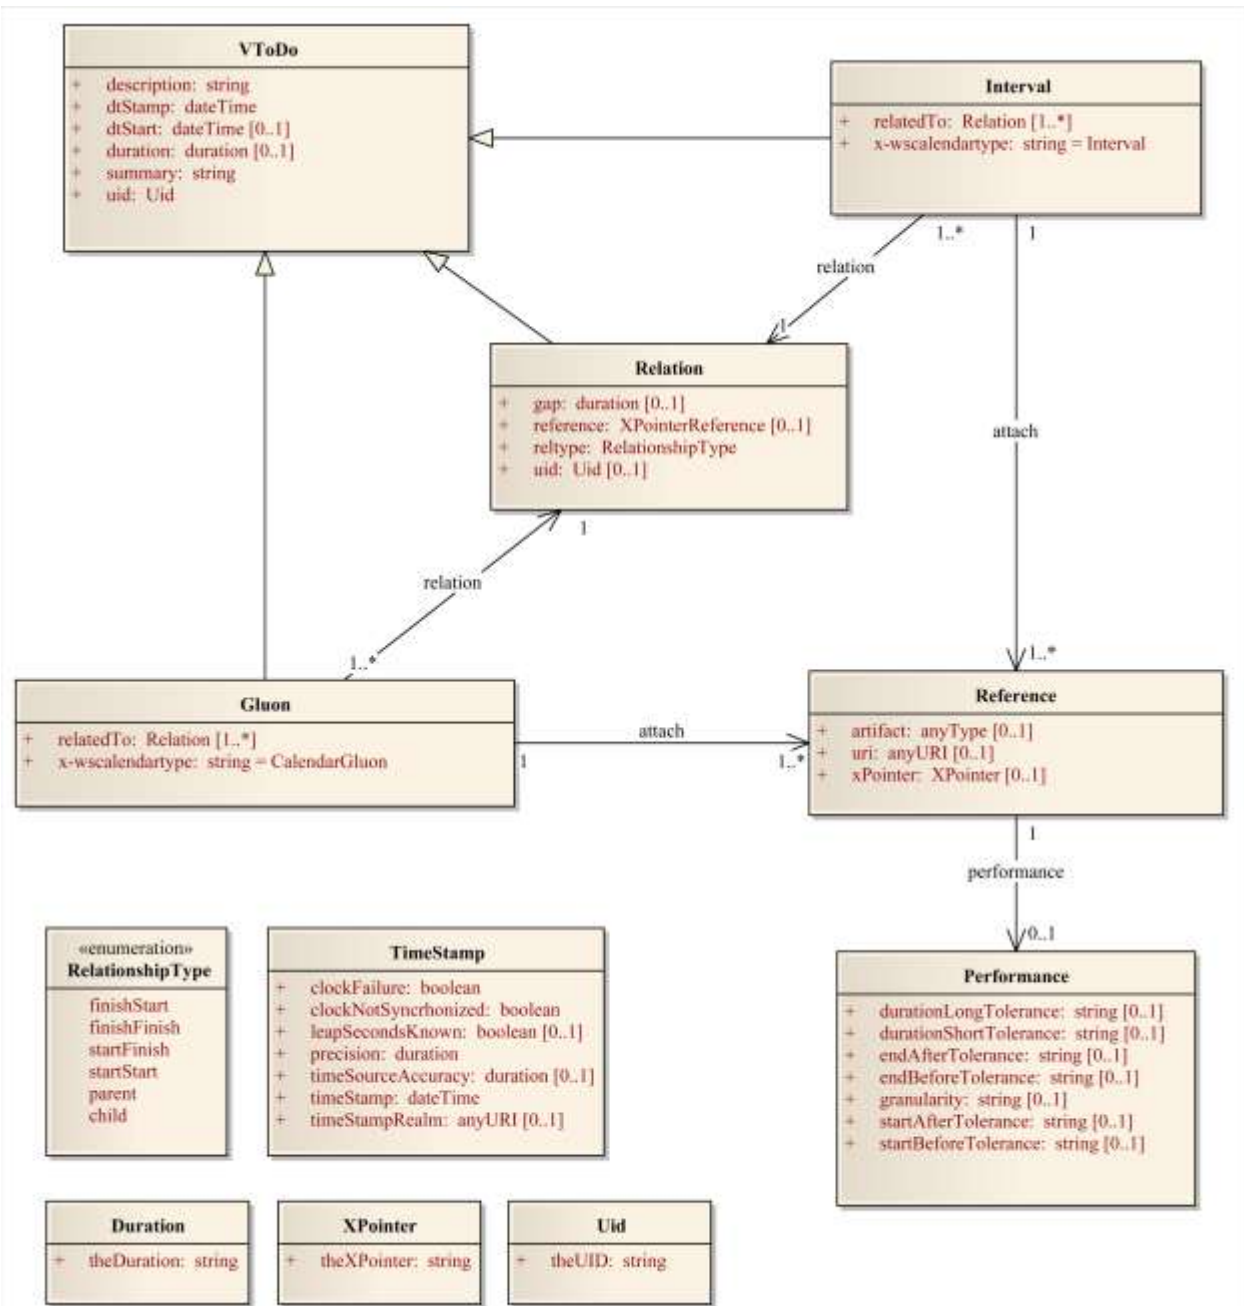 VToDo
+ description: string
+ dtStamp: dateTime
+ dtStart: dateTime [0..1]
+ duration: duration [0..1]
+ summary: string
+ uid: Uid
Interval
+ relatedTo: Relation [1..*]
+ x-wscalendartype: string = Interval
1..*
1
relation
1
Relation
+ gap: duration [0..1]
+ reference: XPointerReference [0..1]
+ reltype: RelationshipType
+ uid: Uid [0..1]
attach
1
relation
1..*
1..*
Gluon
+ relatedTo: Relation [1..*]
+ x-wscalendartype: string = CalendarGluon
attach
1
1..*
Reference
+ artifact: anyType [0..1]
+ uri: anyURI [0..1]
+ xPointer: XPointer [0..1]
1
performance
0..1
«enumeration»
RelationshipType
finishStart
finishFinish
startFinish
startStart
parent
child
TimeStamp
+ clockFailure: boolean
+ clockNotSyncrhonized: boolean
+ leapSecondsKnown: boolean [0..1]
+ precision: duration
+ timeSourceAccuracy: duration [0..1]
+ timeStamp: dateTime
+ timeStampRealm: anyURI [0..1]
Performance
+ durationLongTolerance: string [0..1]
+ durationShortTolerance: string [0..1]
+ endAfterTolerance: string [0..1]
+ endBeforeTolerance: string [0..1]
+ granularity: string [0..1]
+ startAfterTolerance: string [0..1]
+ startBeforeTolerance: string [0..1]
Duration
+ theDuration: string
XPointer
+ theXPointer: string
Uid
+ theUID: string